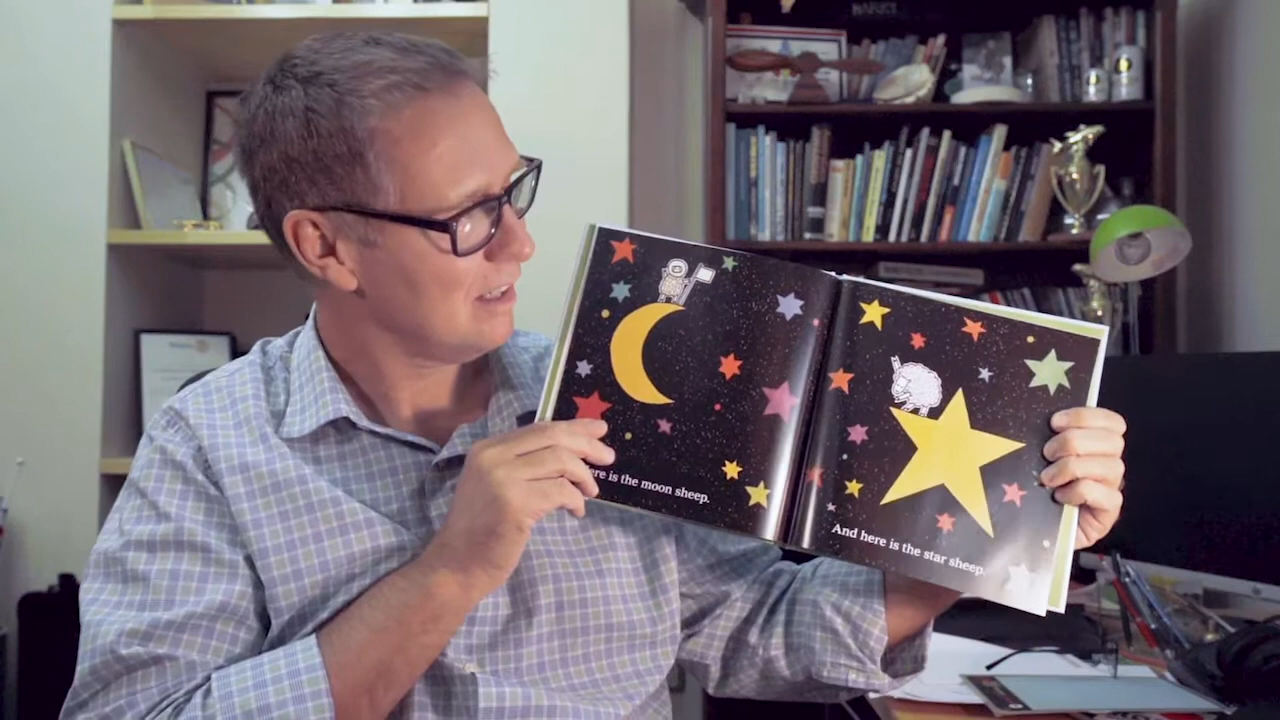 ere is the moon sheep.
And here is the star sheep.